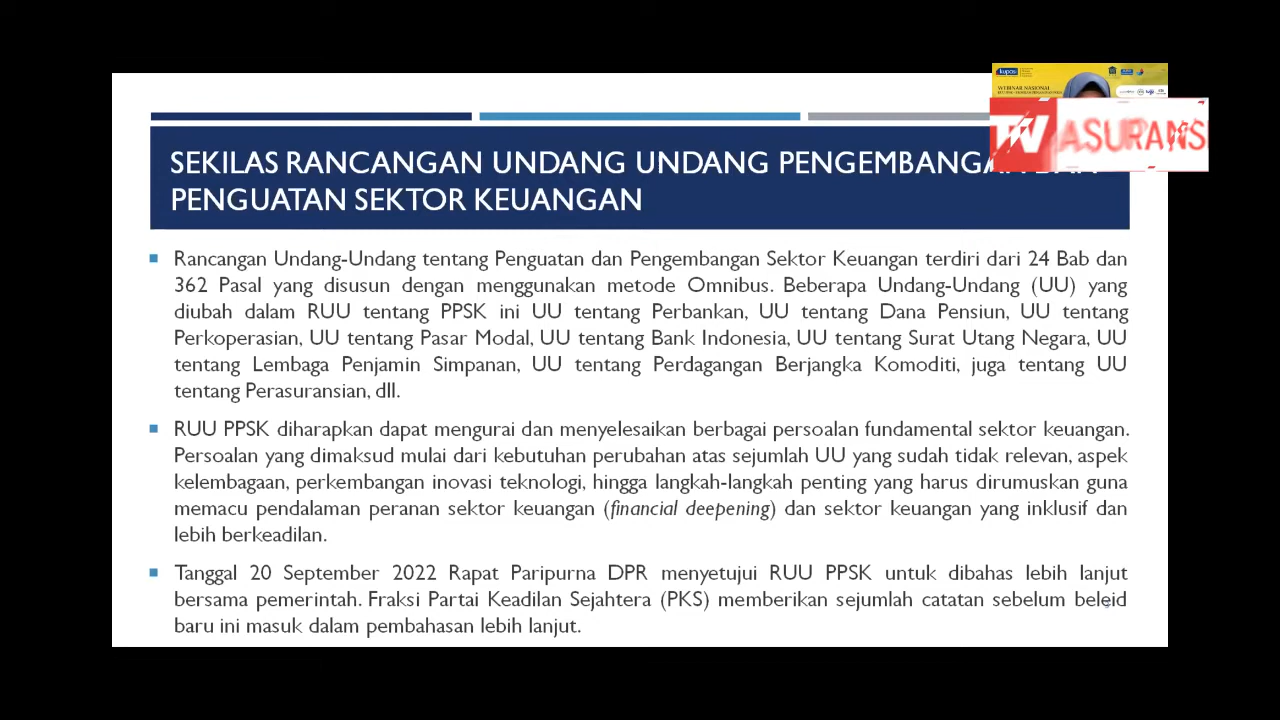 kupasi
WEBINAR NASIONAL
TV ASURANSI
SEKILAS RANCANGAN UNDANG UNDANG PENGEMBANGAN DAN
PENGUATAN SEKTOR KEUANGAN
Rancangan Undang-Undang tentang Penguatan dan Pengembangan Sektor Keuangan terdiri dari 24 Bab dan
362 Pasal yang disusun dengan menggunakan metode Omnibus. Beberapa Undang-Undang (UU) yang
diubah dalam RUU tentang PPSK ini UU tentang Perbankan, UU tentang Dana Pensiun, UU tentang
Perkoperasian, UU tentang Pasar Modal, UU tentang Bank Indonesia, UU tentang Surat Utang Negara, UU
tentang Lembaga Penjamin Simpanan, UU tentang Perdagangan Berjangka Komoditi, juga tentang UU
tentang Perasuransian, dll.
RUU PPSK diharapkan dapat mengurai dan menyelesaikan berbagai persoalan fundamental sektor keuangan.
Persoalan yang dimaksud mulai dari kebutuhan perubahan atas sejumlah UU yang sudah tidak relevan, aspek
kelembagaan, perkembangan inovasi teknologi, hingga langkah-langkah penting yang harus dirumuskan guna
memacu pendalaman peranan sektor keuangan (financial deepening) dan sektor keuangan yang inklusif dan
lebih berkeadilan.
Tanggal 20 September 2022 Rapat Paripurna DPR menyetujui RUU PPSK untuk dibahas lebih lanjut
bersama pemerintah. Fraksi Partai Keadilan Sejahtera (PKS) memberikan sejumlah catatan sebelum beleid
baru ini masuk dalam pembahasan lebih lanjut.